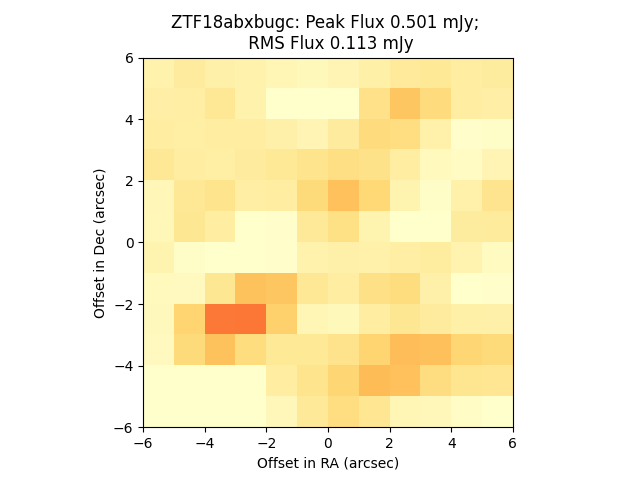 ZTF18abxbugc: Peak Flux 0.501 mJy;
RMS Flux 0.113 mJy
6
4
2
0
−2
−4
−6
Offset in Dec (arcsec)
−6 −4 −2 0 2 4 6
Offset in RA (arcsec)